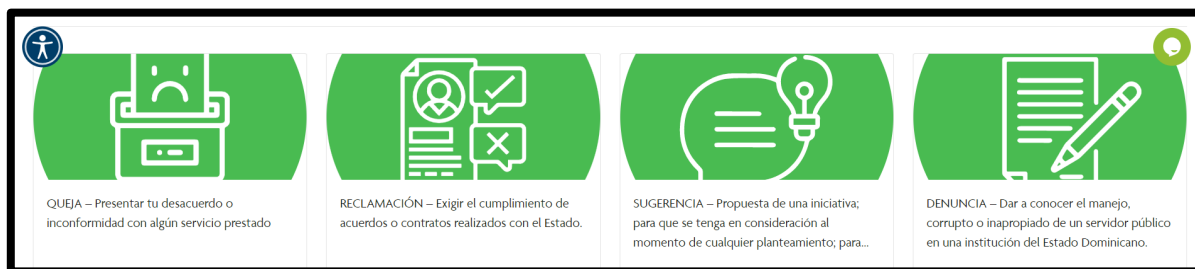 QUEJA – Presentar tu desacuerdo o
inconformidad con algún servicio prestado
RECLAMACIÓN – Exigir el cumplimiento de
acuerdos o contratos realizados con el Estado.
SUGERENCIA – Propuesta de una iniciativa;
para que se tenga en consideración al
momento de cualquier planteamiento; para...
DENUNCIA – Dar a conocer el manejo,
corrupto o inapropiado de un servidor público
en una institución del Estado Dominicano.